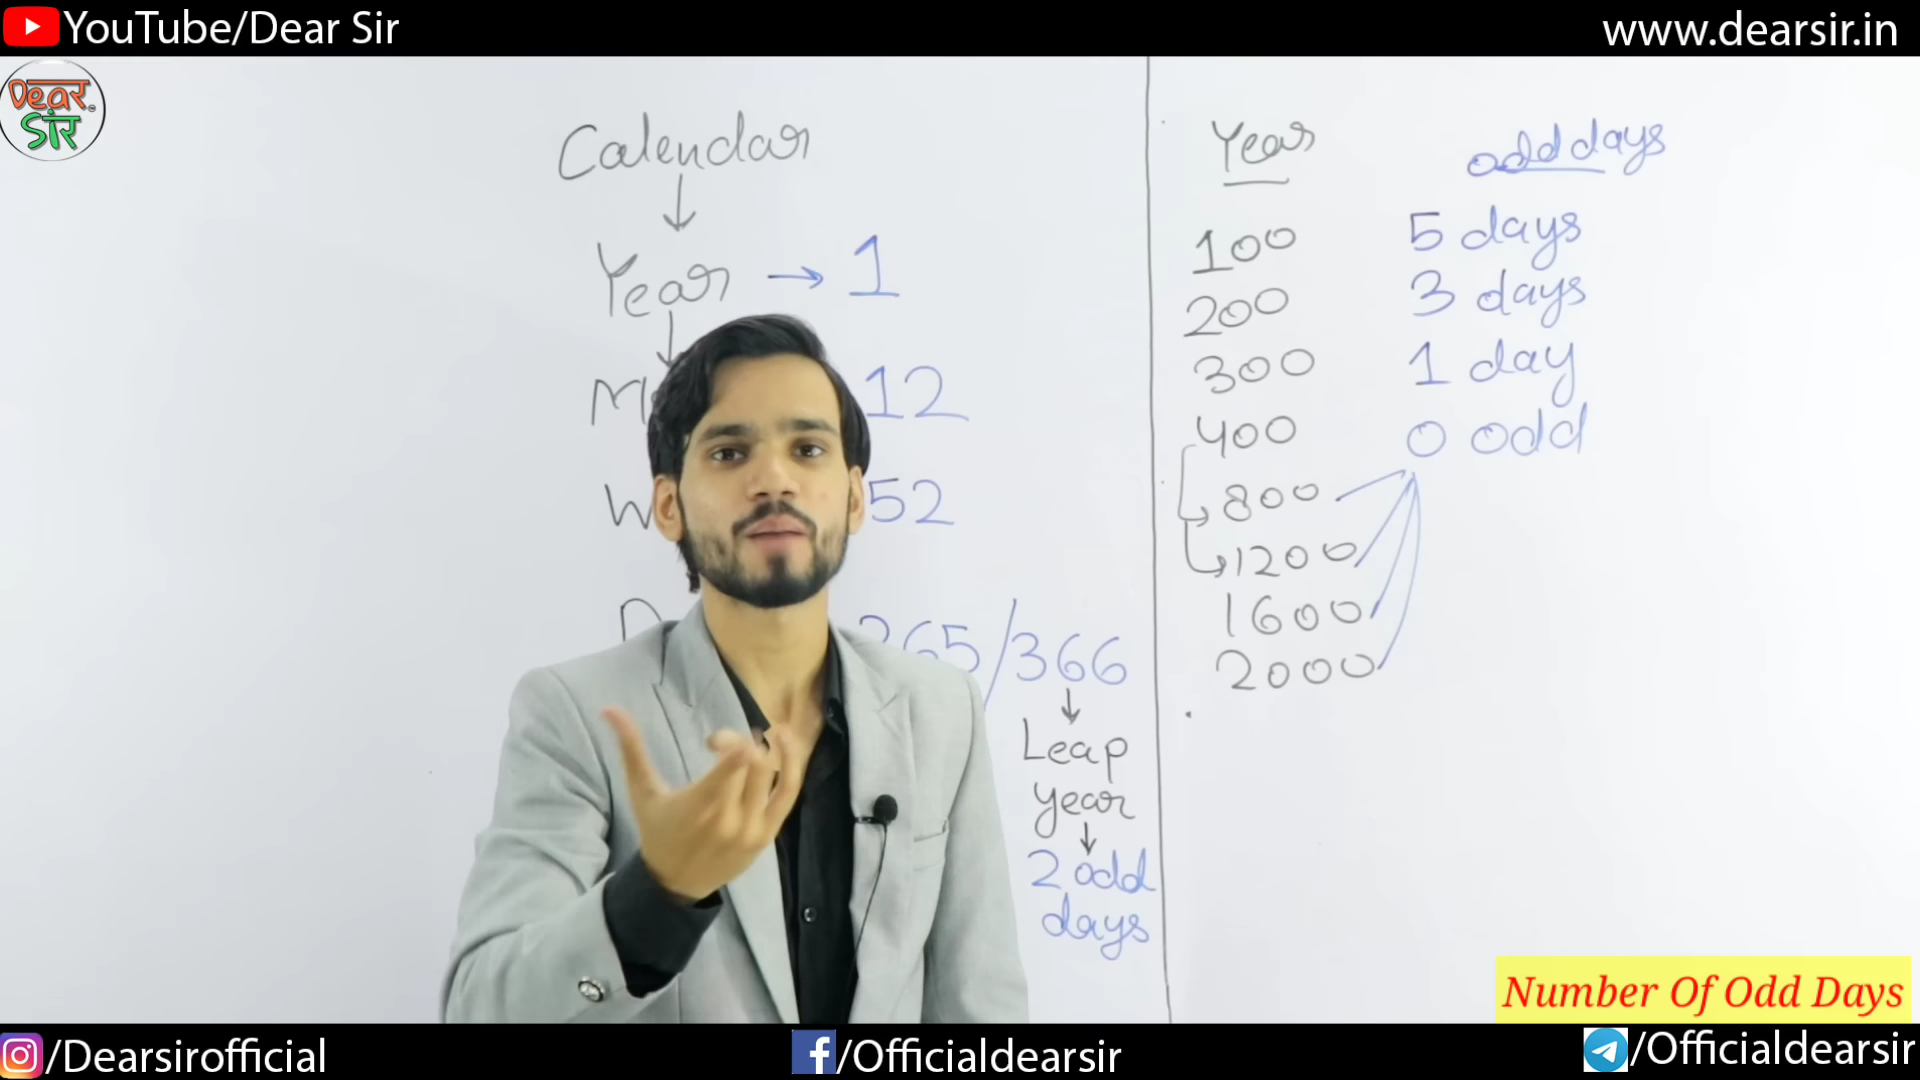 YouTube/Dear Sir
www.dearsir.in
Dear
सर
Calendar
Year → 1
12
52
365/366
Leap
year
2 odd
days
Year odd days
100 5 days
200 3 days
300 1 day
400 0 odd
800
1200
1600
2000
Number Of Odd Days
/Dearsirofficial
/Officialdearsir
/Officialdearsir